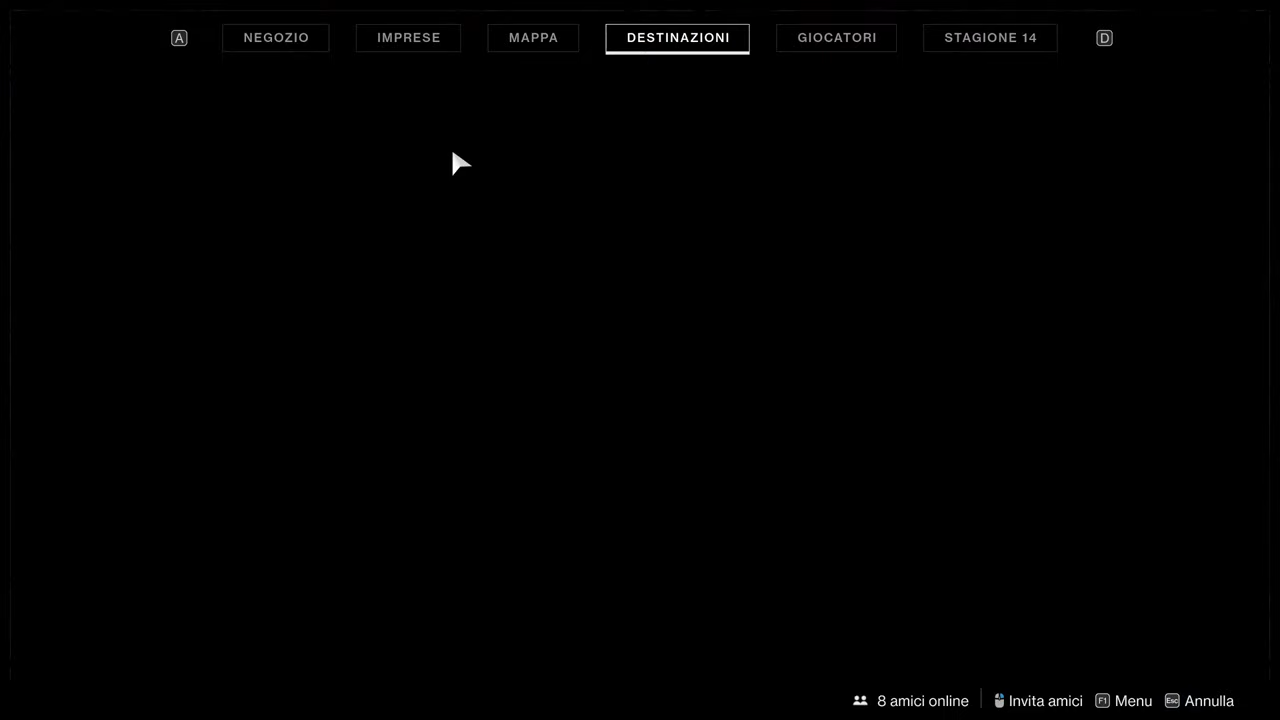 A NEGOZIO IMPRESE MAPPA DESTINAZIONI GIOCATORI STAGIONE 14 D
8 amici online Invita amici F1 Menu Esc Annulla